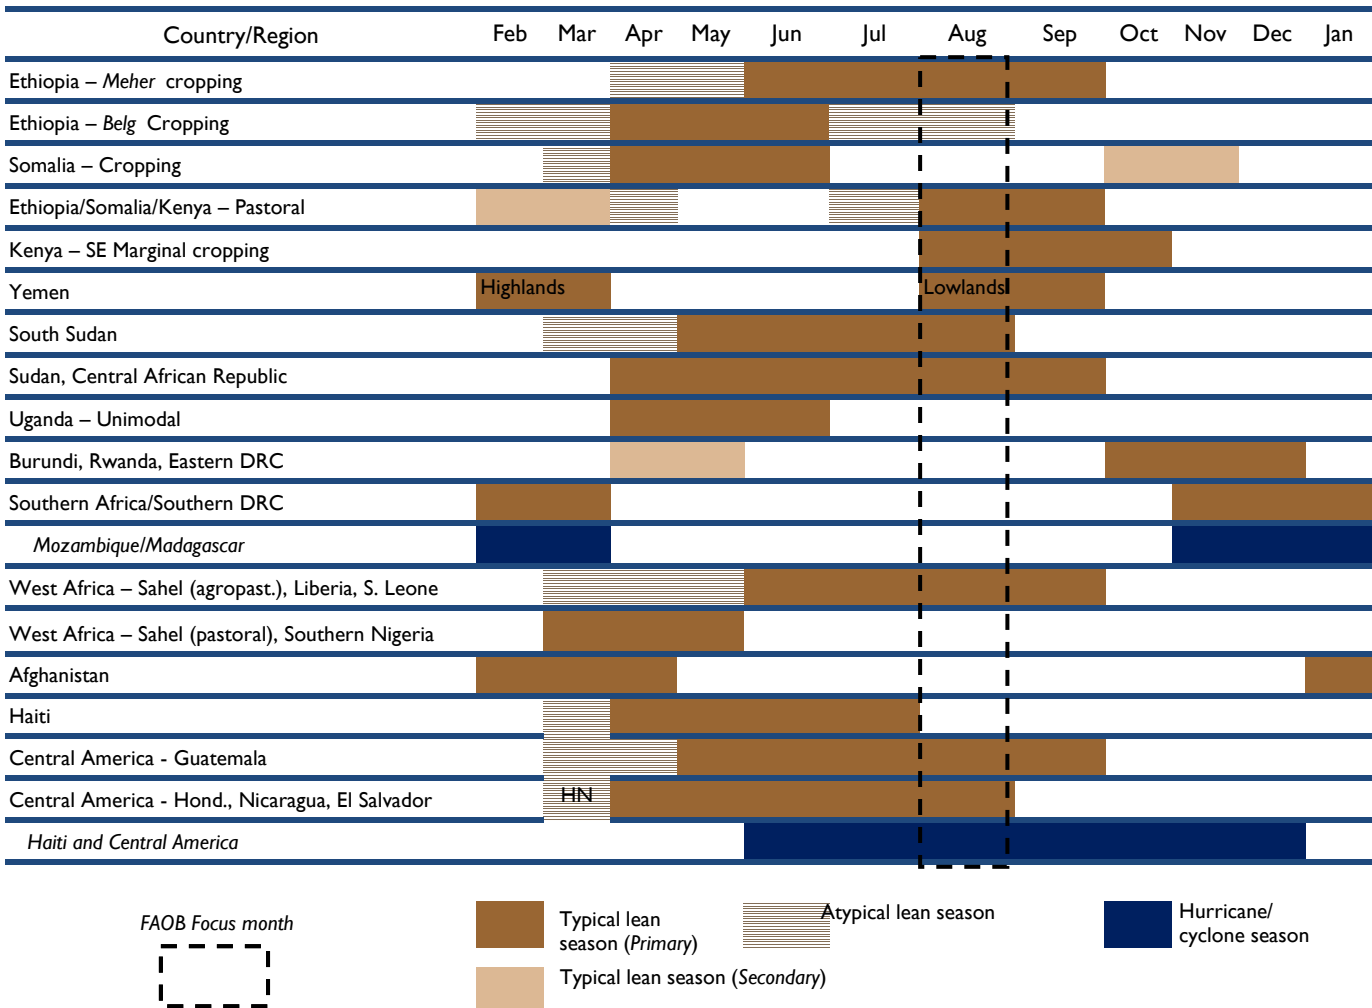 Country/Region Feb Mar Apr May Jun Jul Aug Sep Oct Nov Dec Jan
Ethiopia – Meher cropping
Ethiopia – Belg Cropping
Somalia – Cropping
Ethiopia/Somalia/Kenya – Pastoral
Kenya – SE Marginal cropping
Yemen Highlands Lowlands
South Sudan
Sudan, Central African Republic
Uganda – Unimodal
Burundi, Rwanda, Eastern DRC
Southern Africa/Southern DRC
Mozambique/Madagascar
West Africa – Sahel (agropast.), Liberia, S. Leone
West Africa – Sahel (pastoral), Southern Nigeria
Afghanistan
Haiti
Central America - Guatemala
Central America - Hond., Nicaragua, El Salvador HN
Haiti and Central America
FAOB Focus month
Typical lean
season (Primary)
Typical lean season (Secondary)
Atypical lean season
Hurricane/
cyclone season